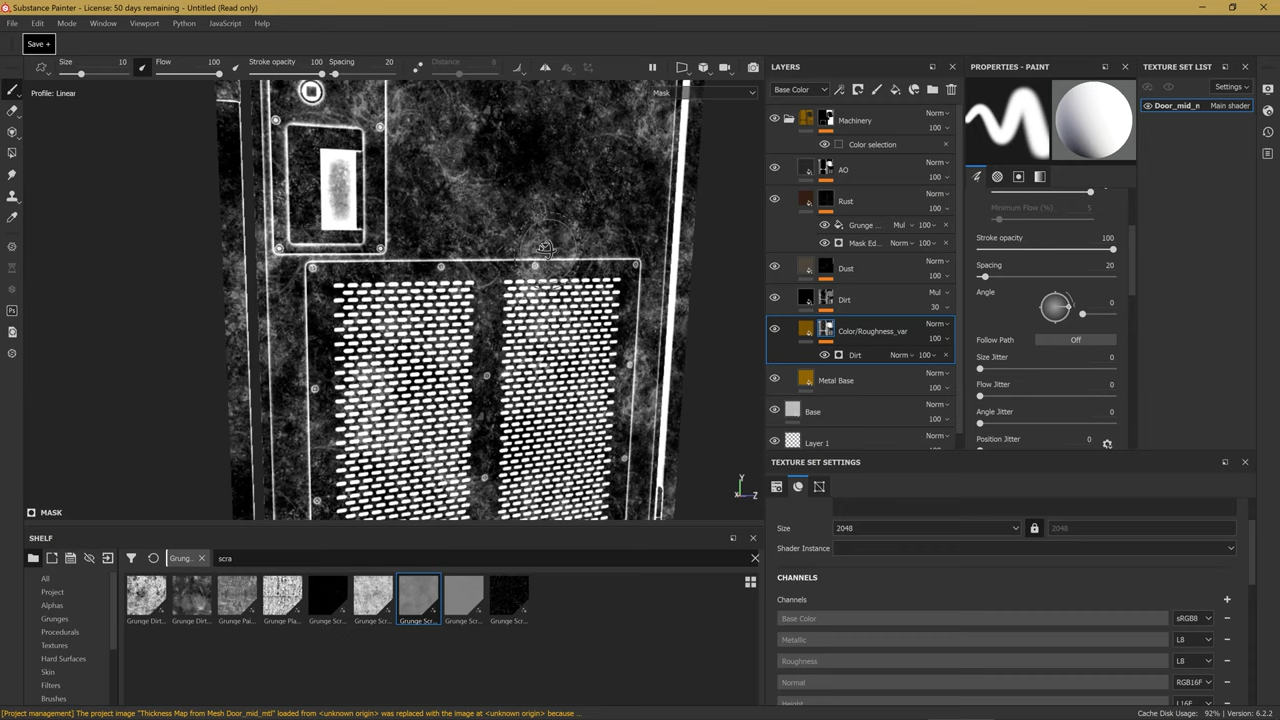 Substance Painter - License: 50 days remaining - Untitled (Read only)
File Edit Mode Window Viewport Python JavaScript Help
Save +
Size 10 Flow 100 Stroke opacity 100 Spacing 20 Distance 8
Profile: Linear
Mask
MASK
Y
X Z
LAYERS
Base Color
Machinery Norm 100
Color selection
AO Norm 100
Rust Norm 100
Grunge ... Mul 100
Mask Ed... Norm 100
Dust Norm 100
Dirt Mul 30
Color/Roughness_var Norm 100
Dirt Norm 100
Metal Base Norm 100
Base Norm 100
Layer 1 Norm
PROPERTIES - PAINT
Minimum Flow (%) 5
Stroke opacity 100
Spacing 20
Angle 0
Follow Path Off
Size Jitter 0
Flow Jitter 0
Angle Jitter 0
Position Jitter 0
TEXTURE SET LIST
Settings
Door_mid_n Main shader
TEXTURE SET SETTINGS
Size 2048 2048
Shader Instance
CHANNELS
Channels
Base Color sRGB8
Metallic L8
Roughness L8
Normal RGB16F
Height L16F
SHELF
Grung... scra
All
Project
Alphas
Grunges
Procedurals
Textures
Hard Surfaces
Skin
Filters
Brushes
Grunge Dirt... Grunge Dirt... Grunge Pai... Grunge Pla... Grunge Scr... Grunge Scr... Grunge Scr... Grunge Scr... Grunge Scr...
[Project management] The project image "Thickness Map from Mesh Door_mid_mtl" loaded from <unknown origin> was replaced with the image at <unknown origin> because ...
Cache Disk Usage: 92% | Version: 6.2.2